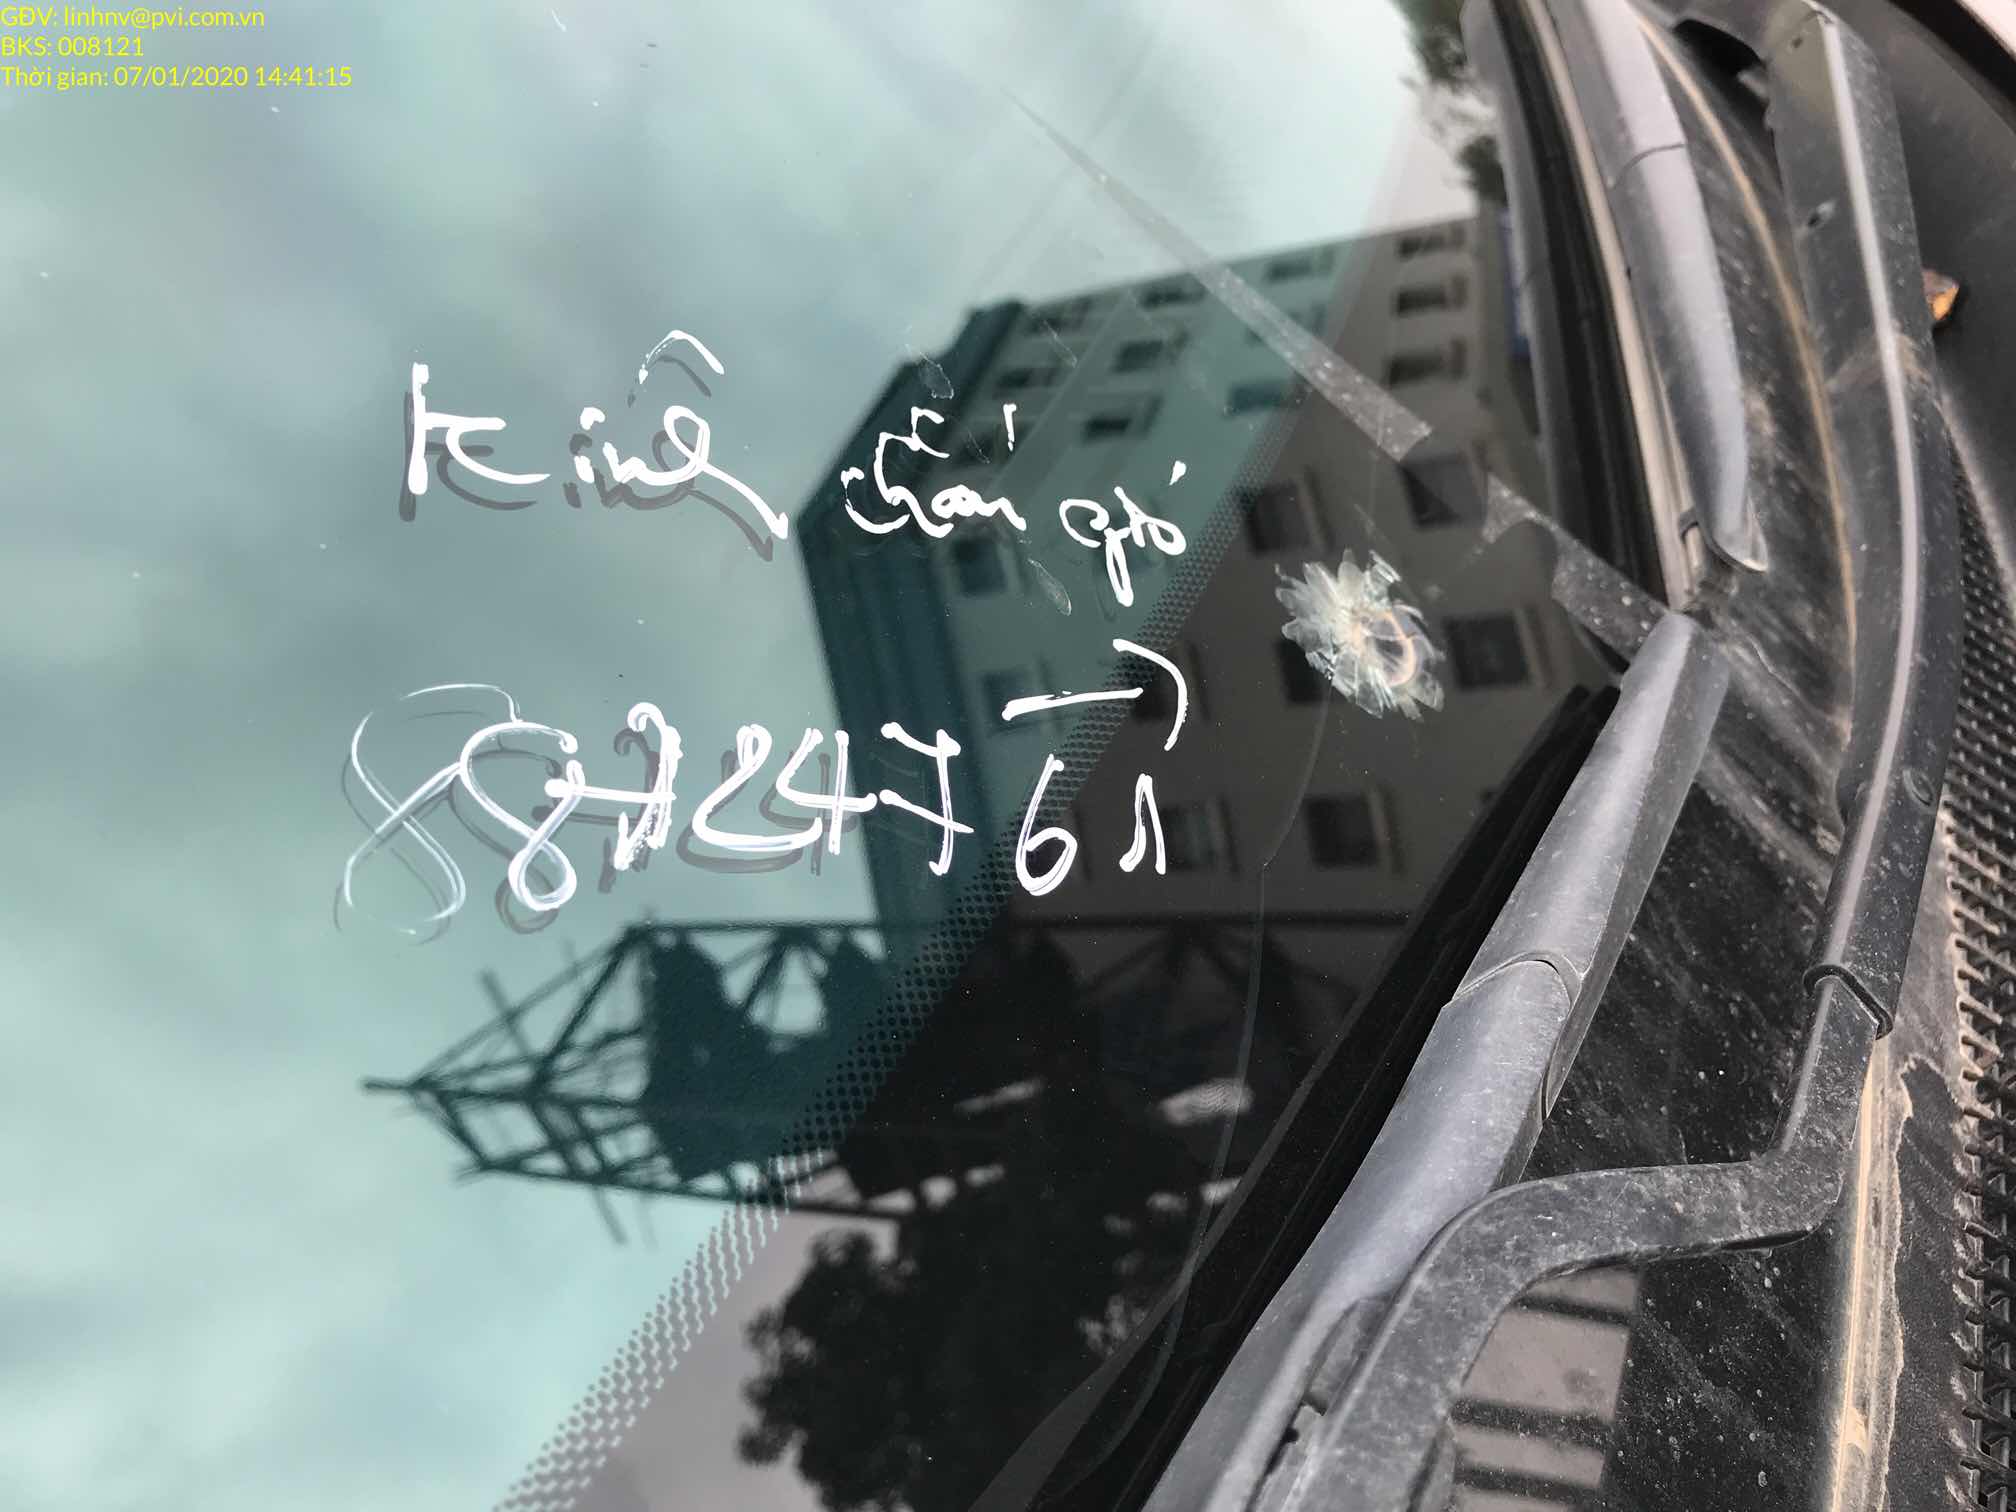 GĐV: linhnv@pvi.com.vn
BKS: 008121
Thời gian: 07/01/2020 14:41:15
Kính chắn gió